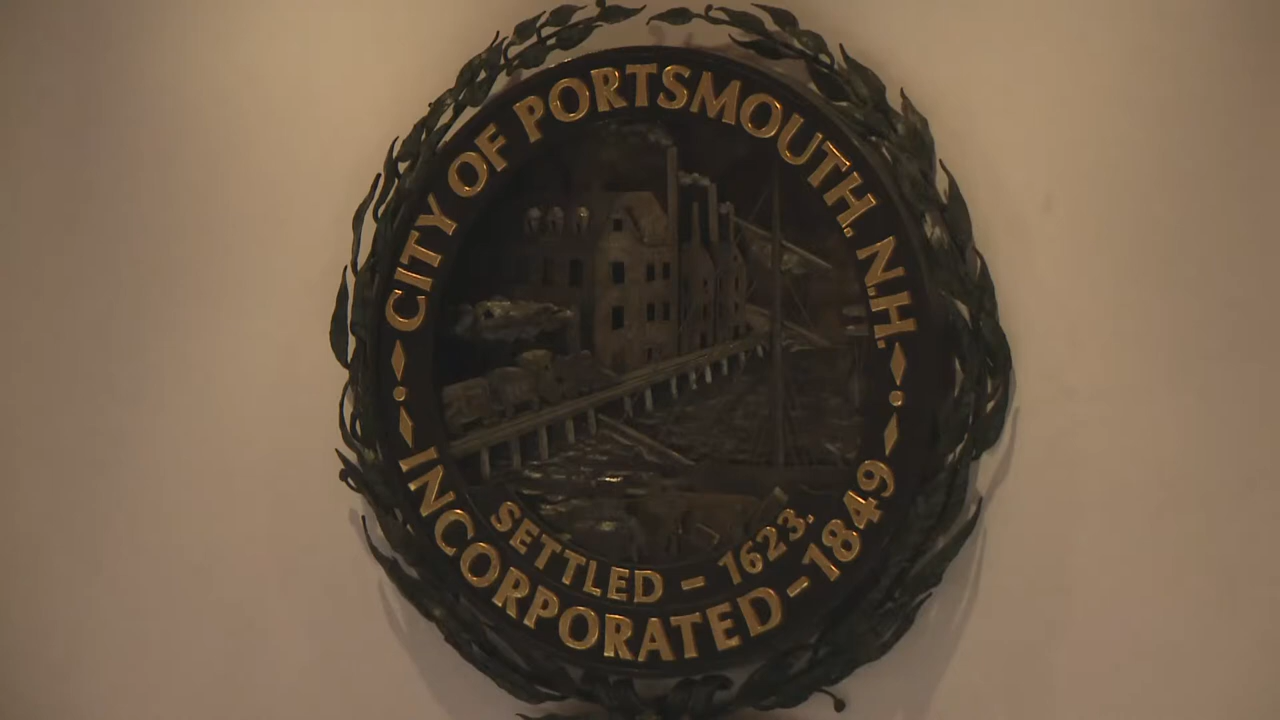 CITY OF PORTSMOUTH. N.H.
SETTLED – 1623.
INCORPORATED – 1849